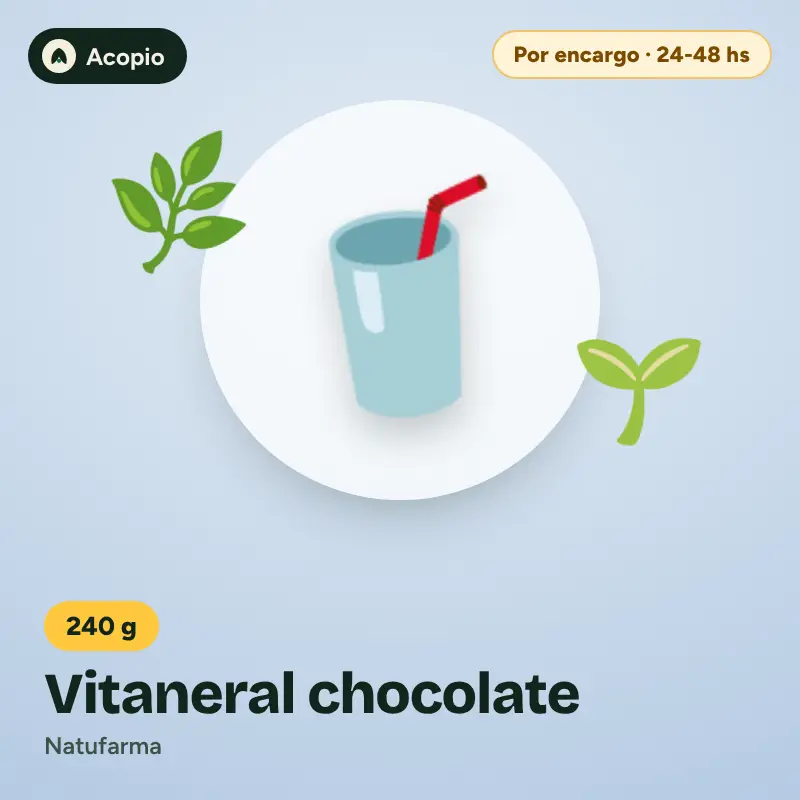 Acopio
Por encargo · 24-48 hs
240 g
Vitaneral chocolate
Natufarma